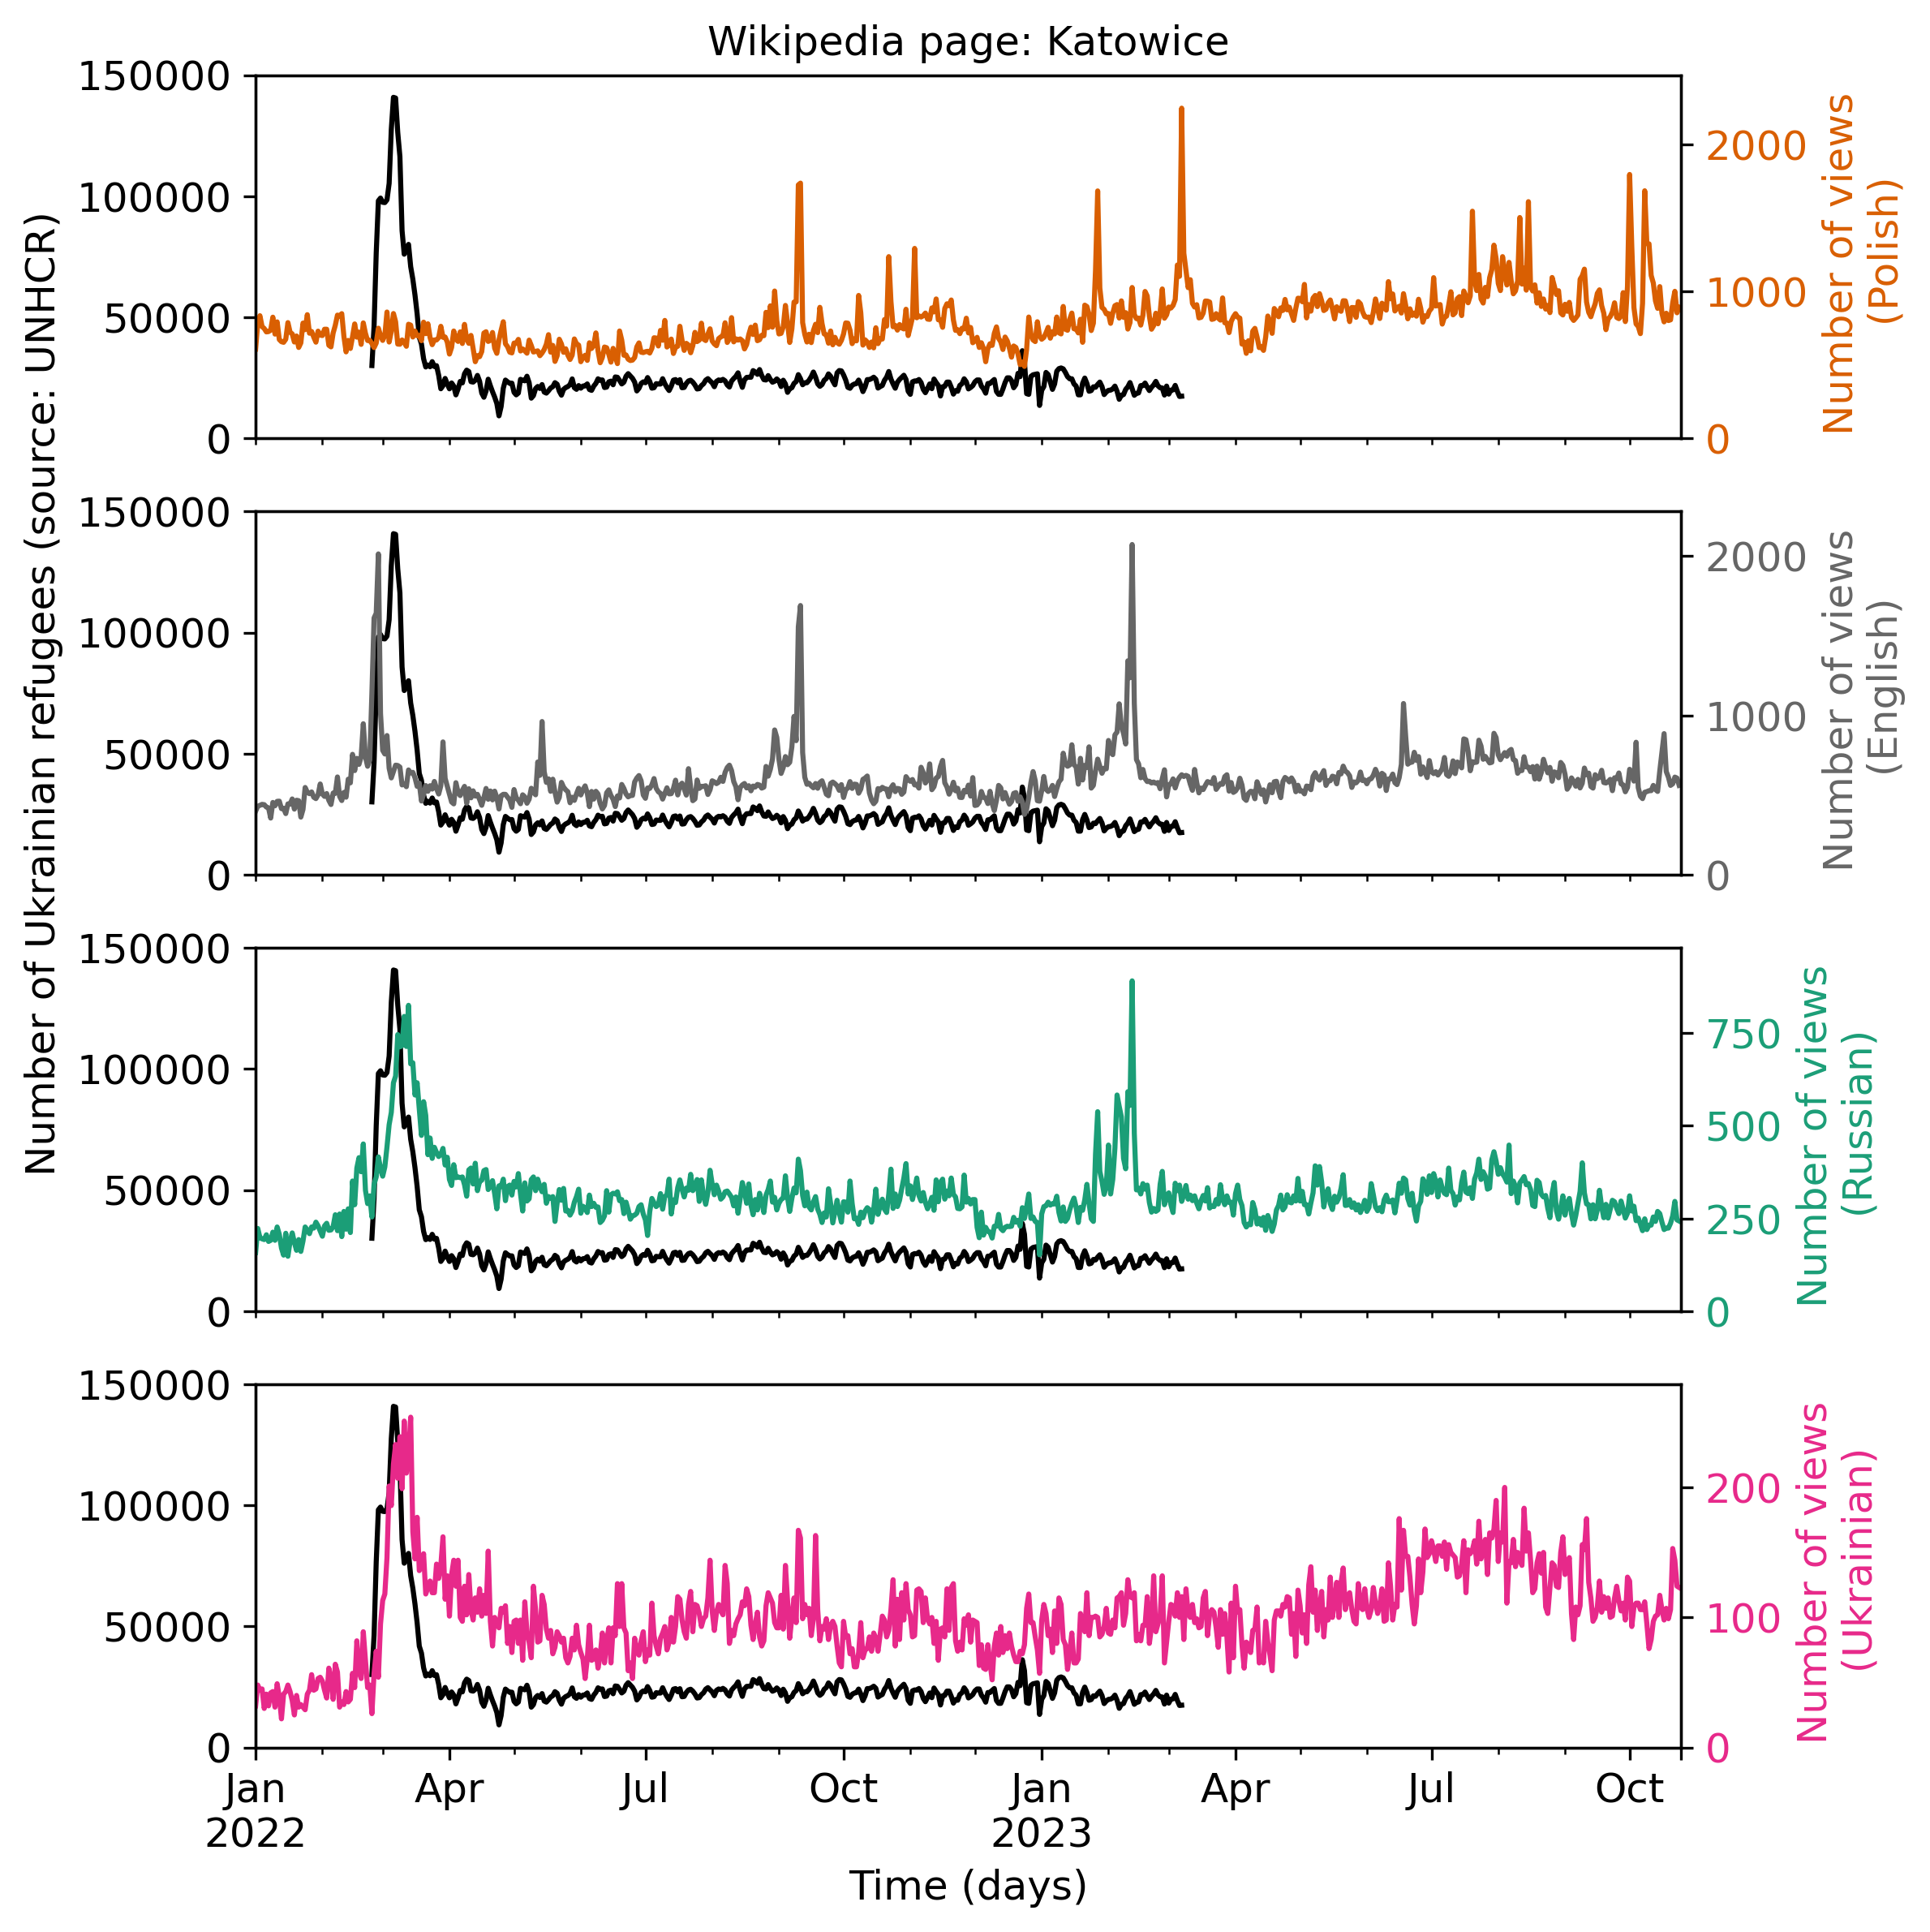 Wikipedia page: Katowice
Number of Ukrainian refugees (source: UNHCR)
150000
100000
50000
0
2000
1000
0
Number of views
(Polish)
150000
100000
50000
0
2000
1000
0
Number of views
(English)
150000
100000
50000
0
750
500
250
0
Number of views
(Russian)
150000
100000
50000
0
200
100
0
Number of views
(Ukrainian)
Jan Apr Jul Oct Jan Apr Jul Oct
2022 2023
Time (days)